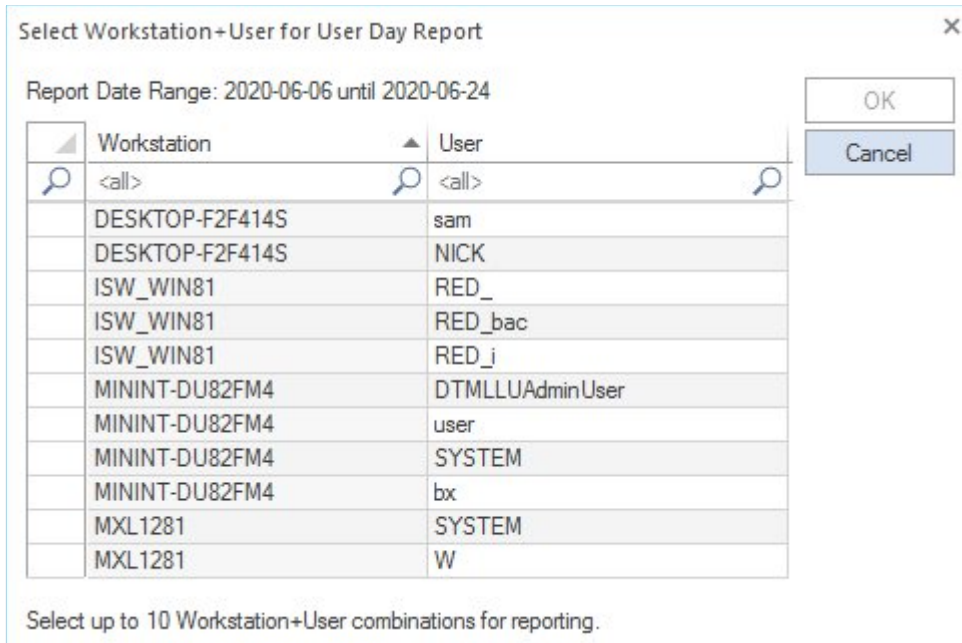 Select Workstation+User for User Day Report
Report Date Range: 2020-06-06 until 2020-06-24
OK
Cancel
Workstation User
<all> <all>
DESKTOP-F2F414S sam
DESKTOP-F2F414S NICK
ISW_WIN81 RED_
ISW_WIN81 RED_bac
ISW_WIN81 RED_i
MININT-DU82FM4 DTMLLUAdminUser
MININT-DU82FM4 user
MININT-DU82FM4 SYSTEM
MININT-DU82FM4 bx
MXL1281 SYSTEM
MXL1281 W
Select up to 10 Workstation+User combinations for reporting.